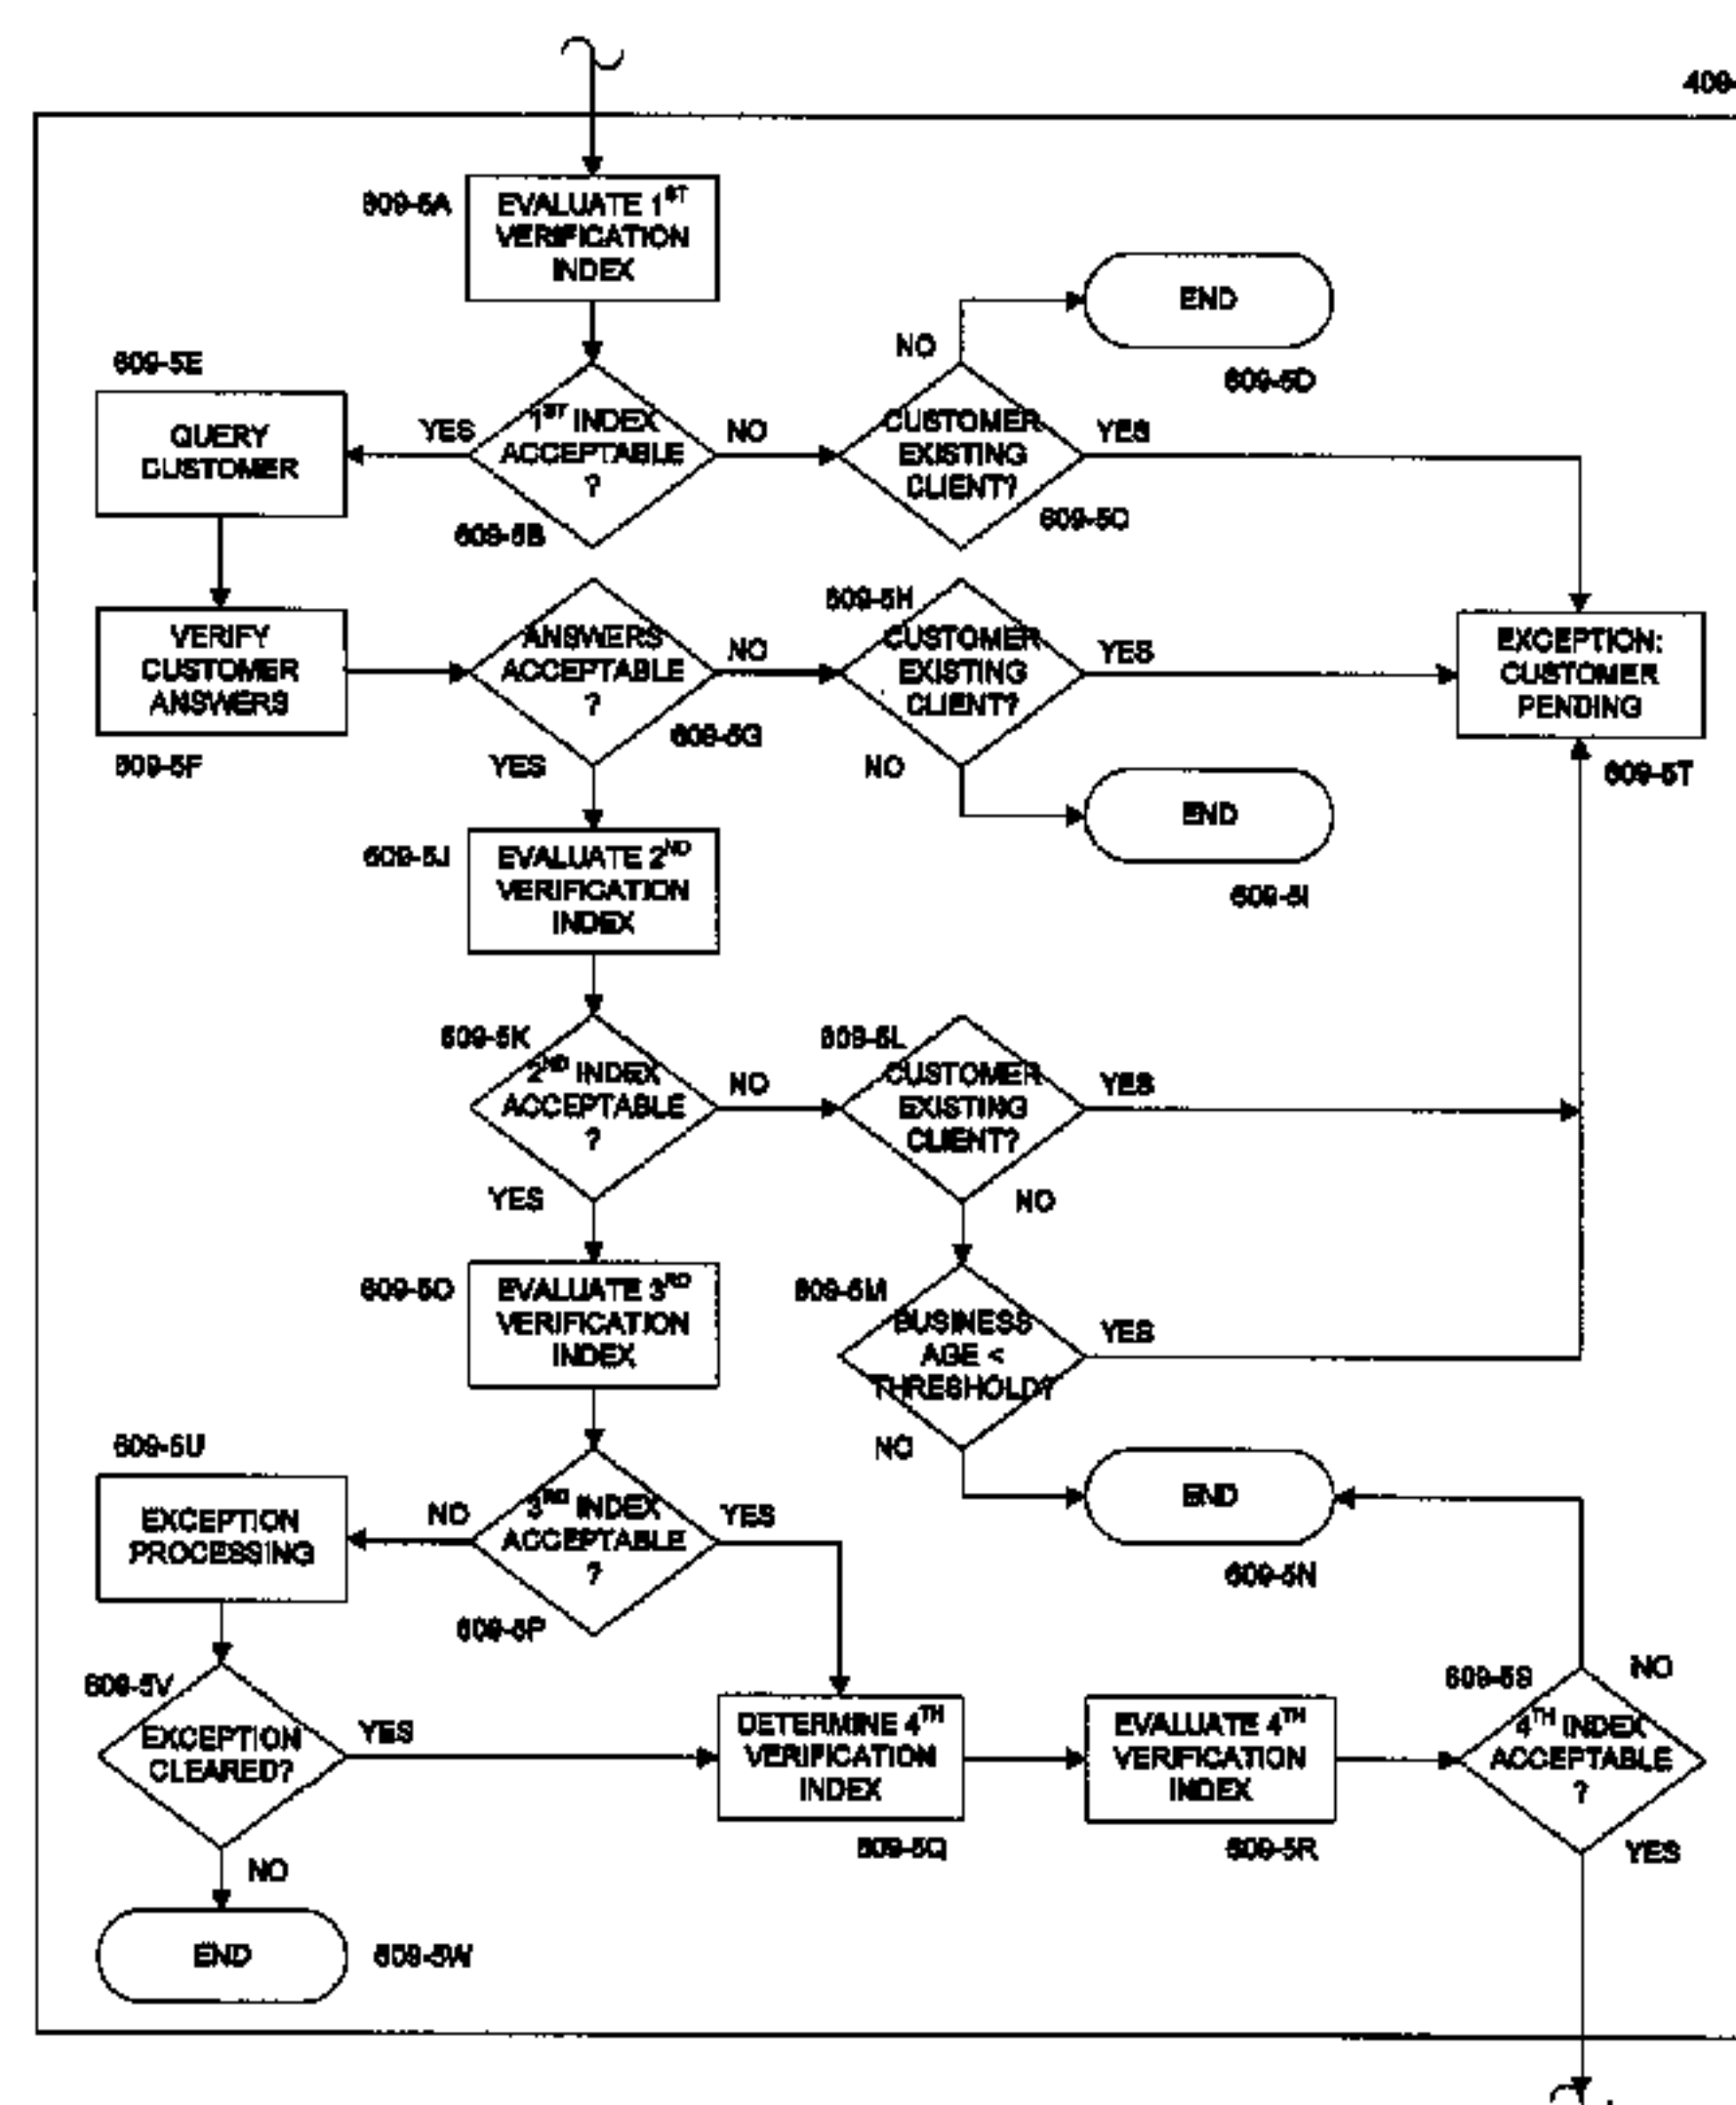 409-
609-5A
EVALUATE 1ST
VERIFICATION
INDEX
END
609-5D
NO
609-5E
QUERY
CUSTOMER
YES
1ST INDEX
ACCEPTABLE
?
609-5B
NO
CUSTOMER
EXISTING
CLIENT?
YES
VERIFY
CUSTOMER
ANSWERS
609-5F
ANSWERS
ACCEPTABLE
?
609-5G
NO
609-5H
CUSTOMER
EXISTING
CLIENT?
YES
EXCEPTION:
CUSTOMER
PENDING
609-5T
YES
NO
END
609-5I
609-5J
EVALUATE 2ND
VERIFICATION
INDEX
609-5K
2ND INDEX
ACCEPTABLE
?
NO
609-5L
CUSTOMER
EXISTING
CLIENT?
YES
YES
NO
609-5O
EVALUATE 3RD
VERIFICATION
INDEX
609-5M
BUSINESS
AGE <
THRESHOLD?
YES
NO
609-5U
EXCEPTION
PROCESSING
NO
3RD INDEX
ACCEPTABLE
?
609-5P
YES
END
609-5N
609-5V
EXCEPTION
CLEARED?
YES
DETERMINE 4TH
VERIFICATION
INDEX
609-5Q
EVALUATE 4TH
VERIFICATION
INDEX
609-5R
609-5S
NO
4TH INDEX
ACCEPTABLE
?
YES
NO
END
609-5W